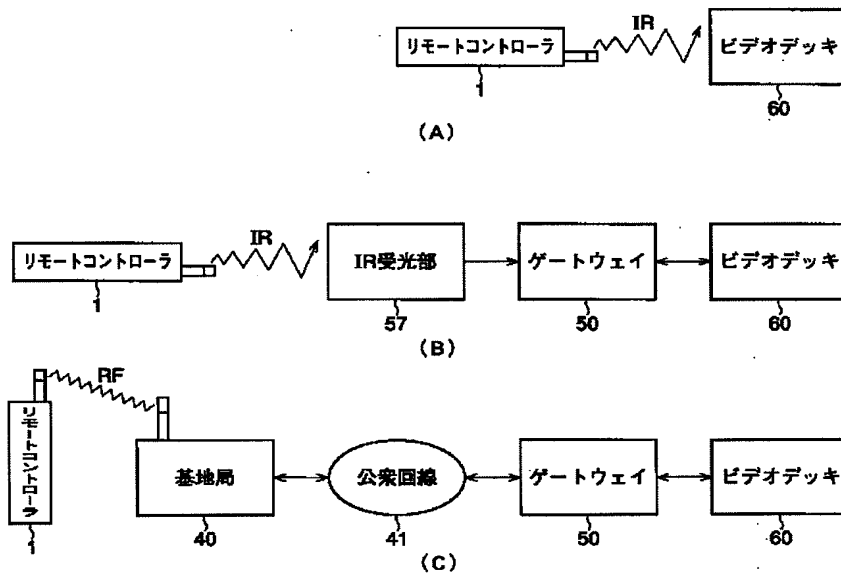 IR
リモートコントローラ
ビデオデッキ
1
60
(A)
IR
リモートコントローラ
IR受光部
ゲートウェイ
ビデオデッキ
1
57
50
60
(B)
RF
リモートコントローラ
基地局
公衆回線
ゲートウェイ
ビデオデッキ
1
40
41
50
60
(C)